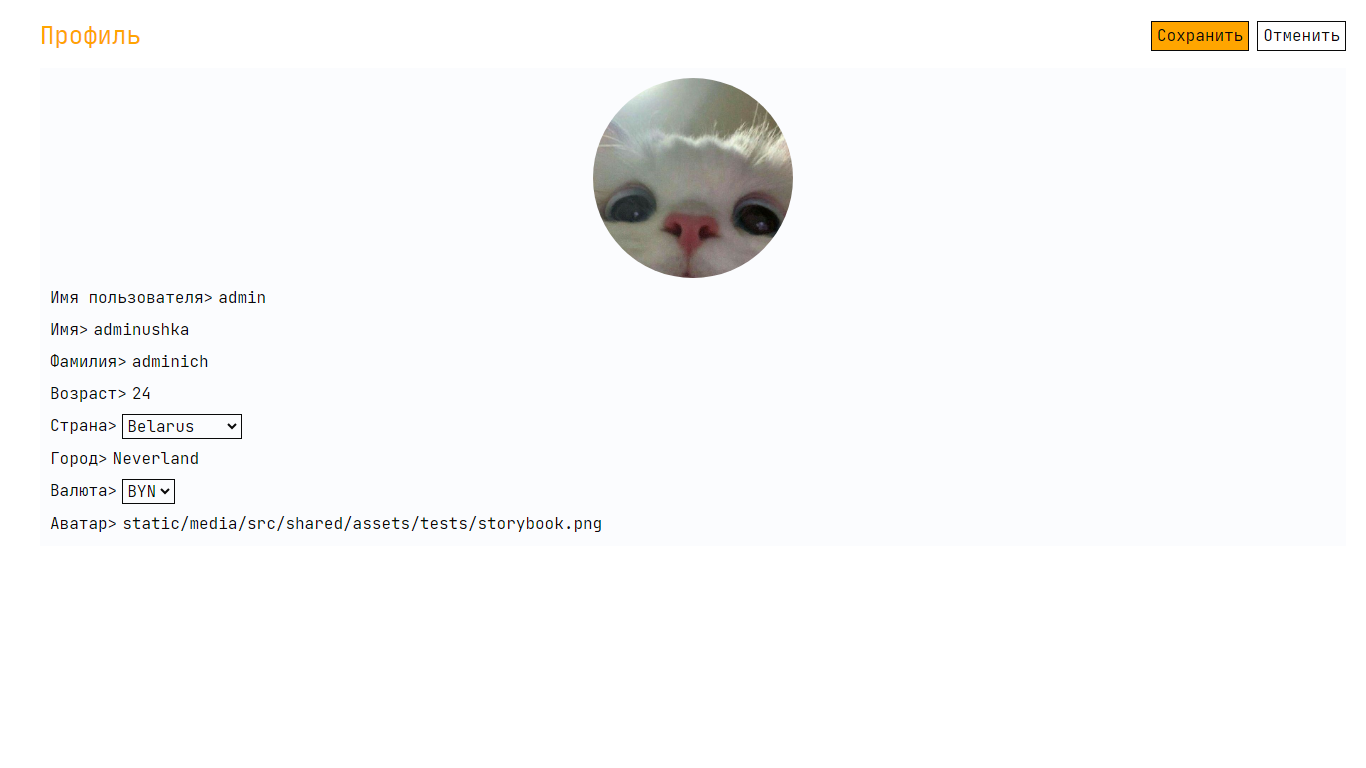 Профиль
Сохранить Отменить
Имя пользователя> admin
Имя> adminushka
Фамилия> adminich
Возраст> 24
Страна> Belarus
Город> Neverland
Валюта> BYN
Аватар> static/media/src/shared/assets/tests/storybook.png